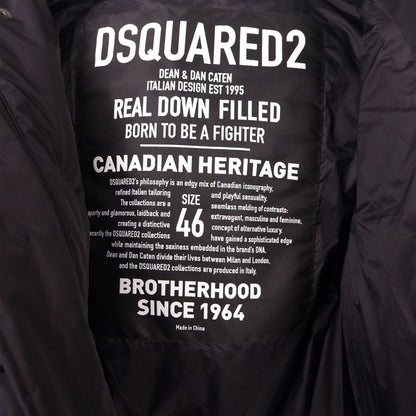 DSQUARED2
DEAN & DAN CATEN
ITALIAN DESIGN EST 1995
REAL DOWN FILLED
BORN TO BE A FIGHTER
CANADIAN HERITAGE
DSQUARED2's philosophy is an edgy mix of Canadian iconography,
refined Italian tailoring and playful sensuality.
The collections are a SIZE seamless melding of contrasts:
sporty and glamorous, laidback and 46 extravagant, masculine and feminine,
creating a distinctive concept of alternative luxury.
recently the DSQUARED2 collections have gained a sophisticated edge
while maintaining the sexiness embedded in the brand's DNA.
Dean and Dan Caten divide their lives between Milan and London,
and the DSQUARED2 collections are produced in Italy.
BROTHERHOOD
SINCE 1964
Made in China